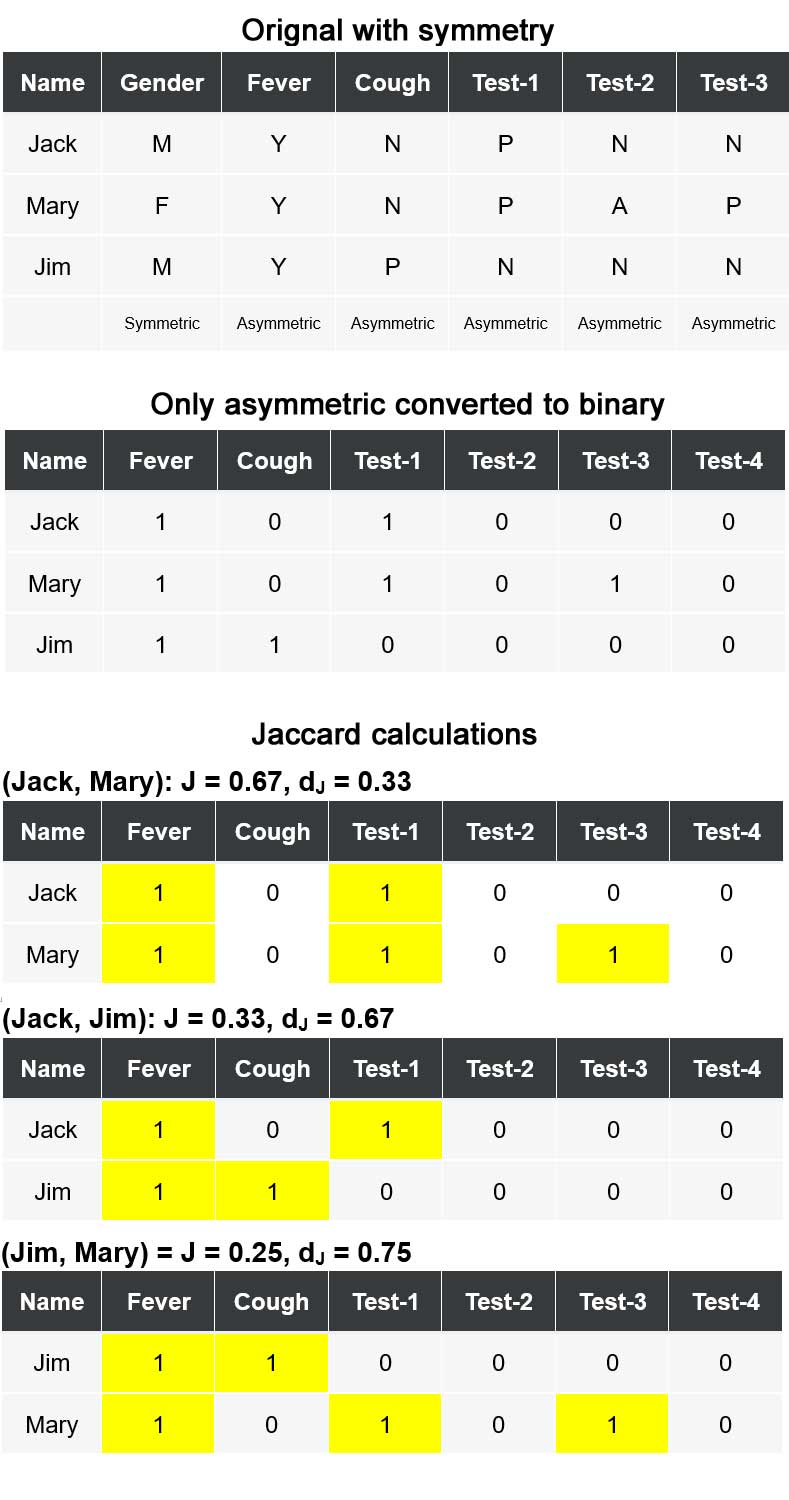 Orignal with symmetry
Name Gender Fever Cough Test-1 Test-2 Test-3
Jack M Y N P N N
Mary F Y N P A P
Jim M Y P N N N
Symmetric Asymmetric Asymmetric Asymmetric Asymmetric Asymmetric
Only asymmetric converted to binary
Name Fever Cough Test-1 Test-2 Test-3 Test-4
Jack 1 0 1 0 0 0
Mary 1 0 1 0 1 0
Jim 1 1 0 0 0 0
Jaccard calculations
(Jack, Mary): J = 0.67, dJ = 0.33
Name Fever Cough Test-1 Test-2 Test-3 Test-4
Jack 1 0 1 0 0 0
Mary 1 0 1 0 1 0
(Jack, Jim): J = 0.33, dJ = 0.67
Name Fever Cough Test-1 Test-2 Test-3 Test-4
Jack 1 0 1 0 0 0
Jim 1 1 0 0 0 0
(Jim, Mary) = J = 0.25, dJ = 0.75
Name Fever Cough Test-1 Test-2 Test-3 Test-4
Jim 1 1 0 0 0 0
Mary 1 0 1 0 1 0